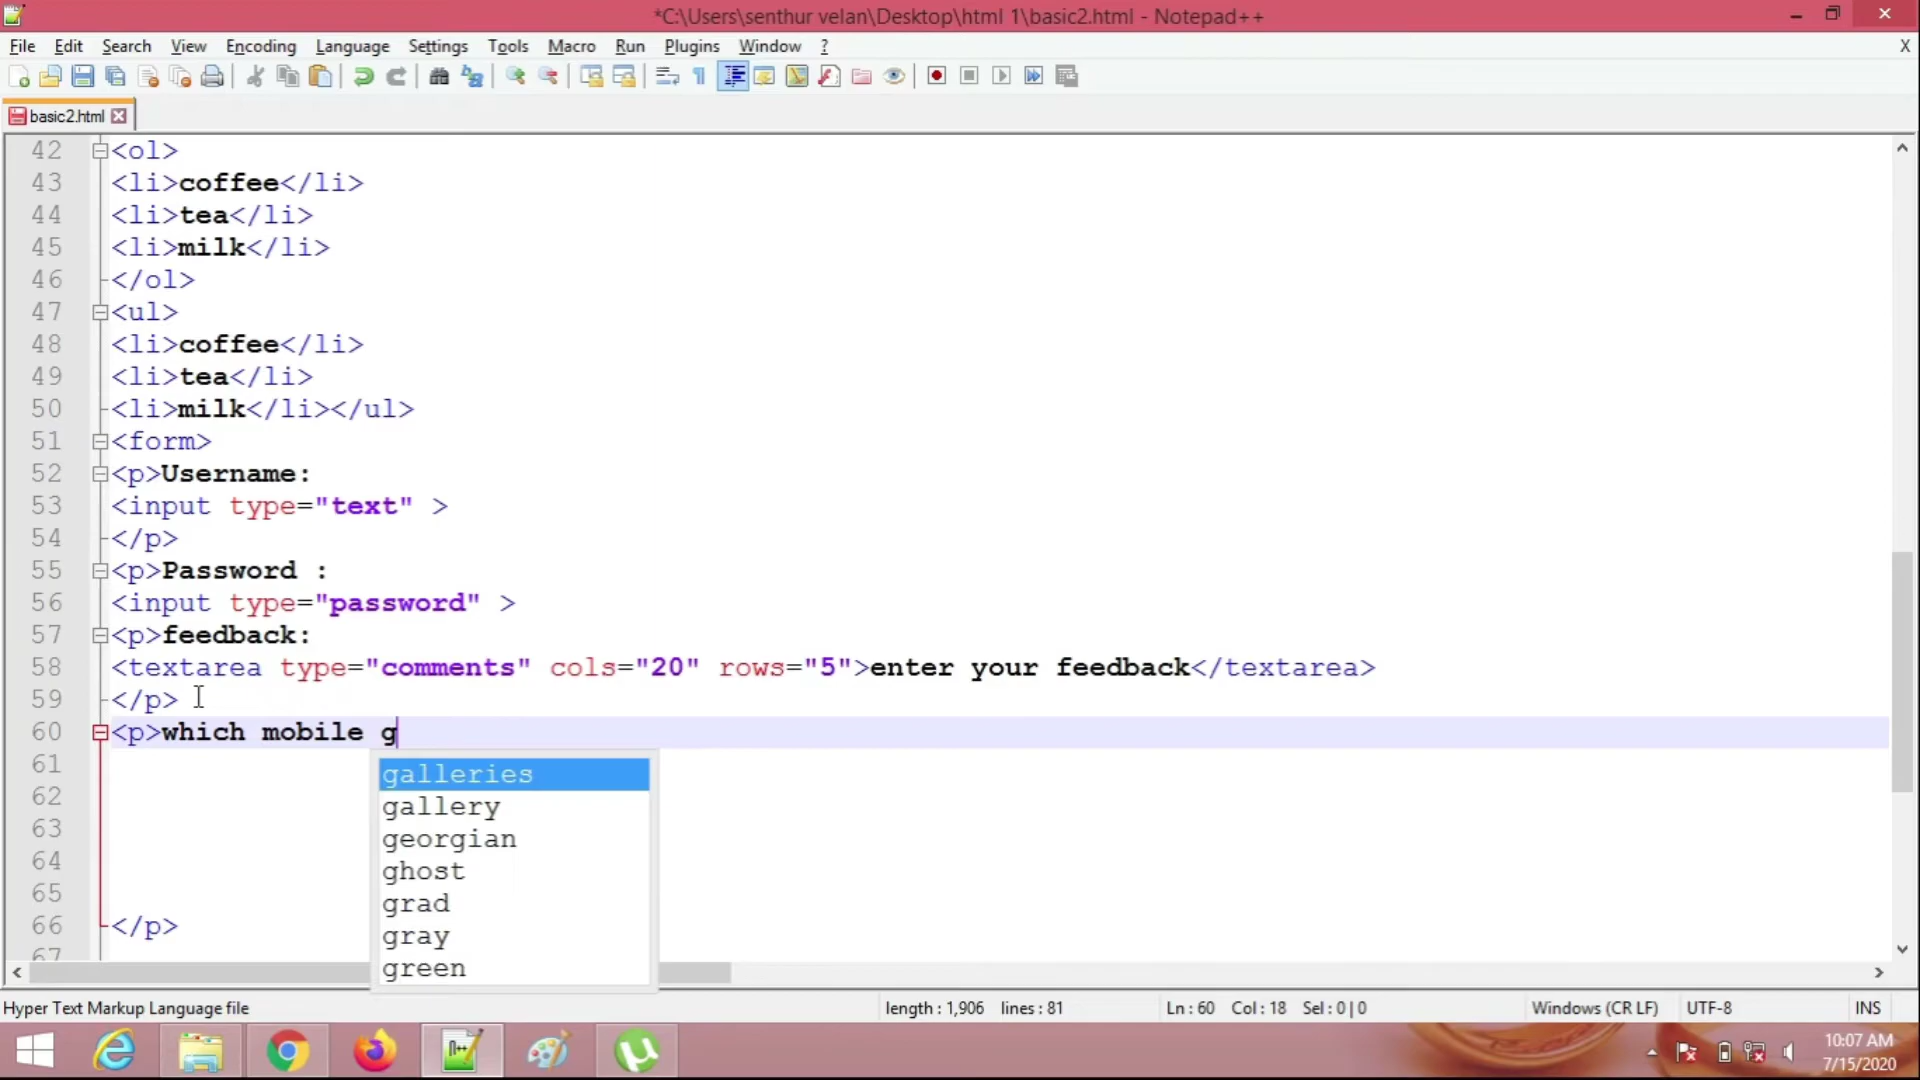 *C:\Users\senthur velan\Desktop\html 1\basic2.html - Notepad++
File Edit Search View Encoding Language Settings Tools Macro Run Plugins Window ? X
basic2.html
42 <ol>
43 <li>coffee</li>
44 <li>tea</li>
45 <li>milk</li>
46 </ol>
47 <ul>
48 <li>coffee</li>
49 <li>tea</li>
50 <li>milk</li></ul>
51 <form>
52 <p>Username:
53 <input type="text" >
54 </p>
55 <p>Password :
56 <input type="password" >
57 <p>feedback:
58 <textarea type="comments" cols="20" rows="5">enter your feedback</textarea>
59 </p>
60 <p>which mobile g
61 galleries
62 gallery
63 georgian
64 ghost
65 grad
66 </p> gray
67 green
Hyper Text Markup Language file length : 1,906 lines : 81 Ln : 60 Col : 18 Sel : 0 | 0 Windows (CR LF) UTF-8 INS
10:07 AM
7/15/2020